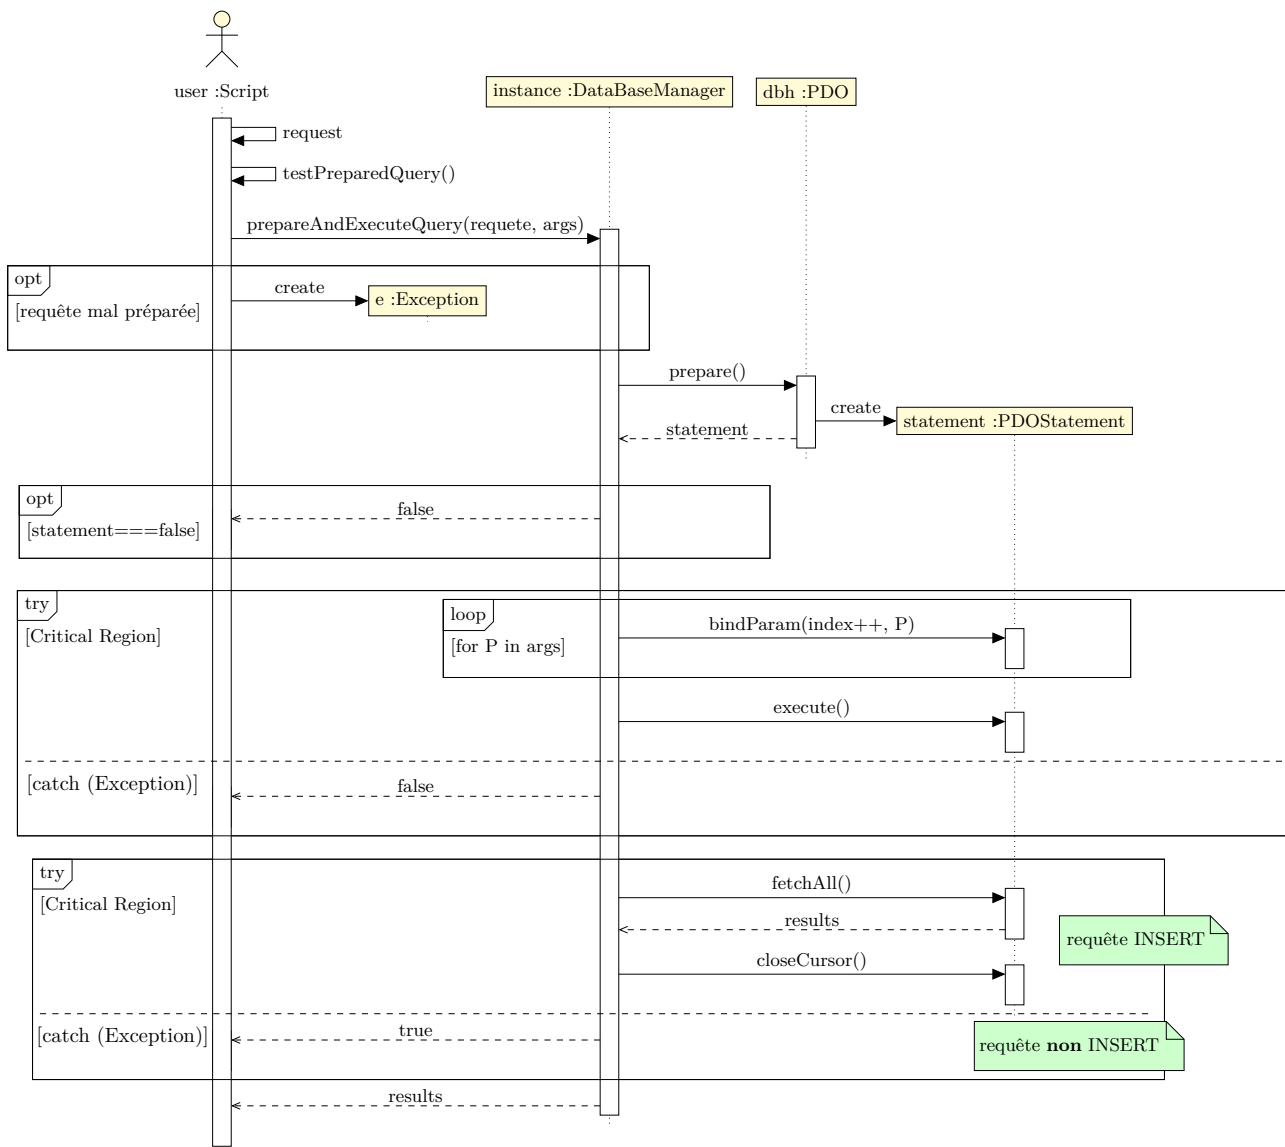 user :Script
instance :DataBaseManager
dbh :PDO
request
testPreparedQuery()
prepareAndExecuteQuery(requete, args)
opt
[requête mal préparée]
create
e :Exception
prepare()
create
statement :PDOStatement
statement
opt
[statement===false]
false
try
[Critical Region]
loop
[for P in args]
bindParam(index++, P)
execute()
[catch (Exception)]
false
try
[Critical Region]
fetchAll()
results
requête INSERT
closeCursor()
[catch (Exception)]
true
requête non INSERT
results